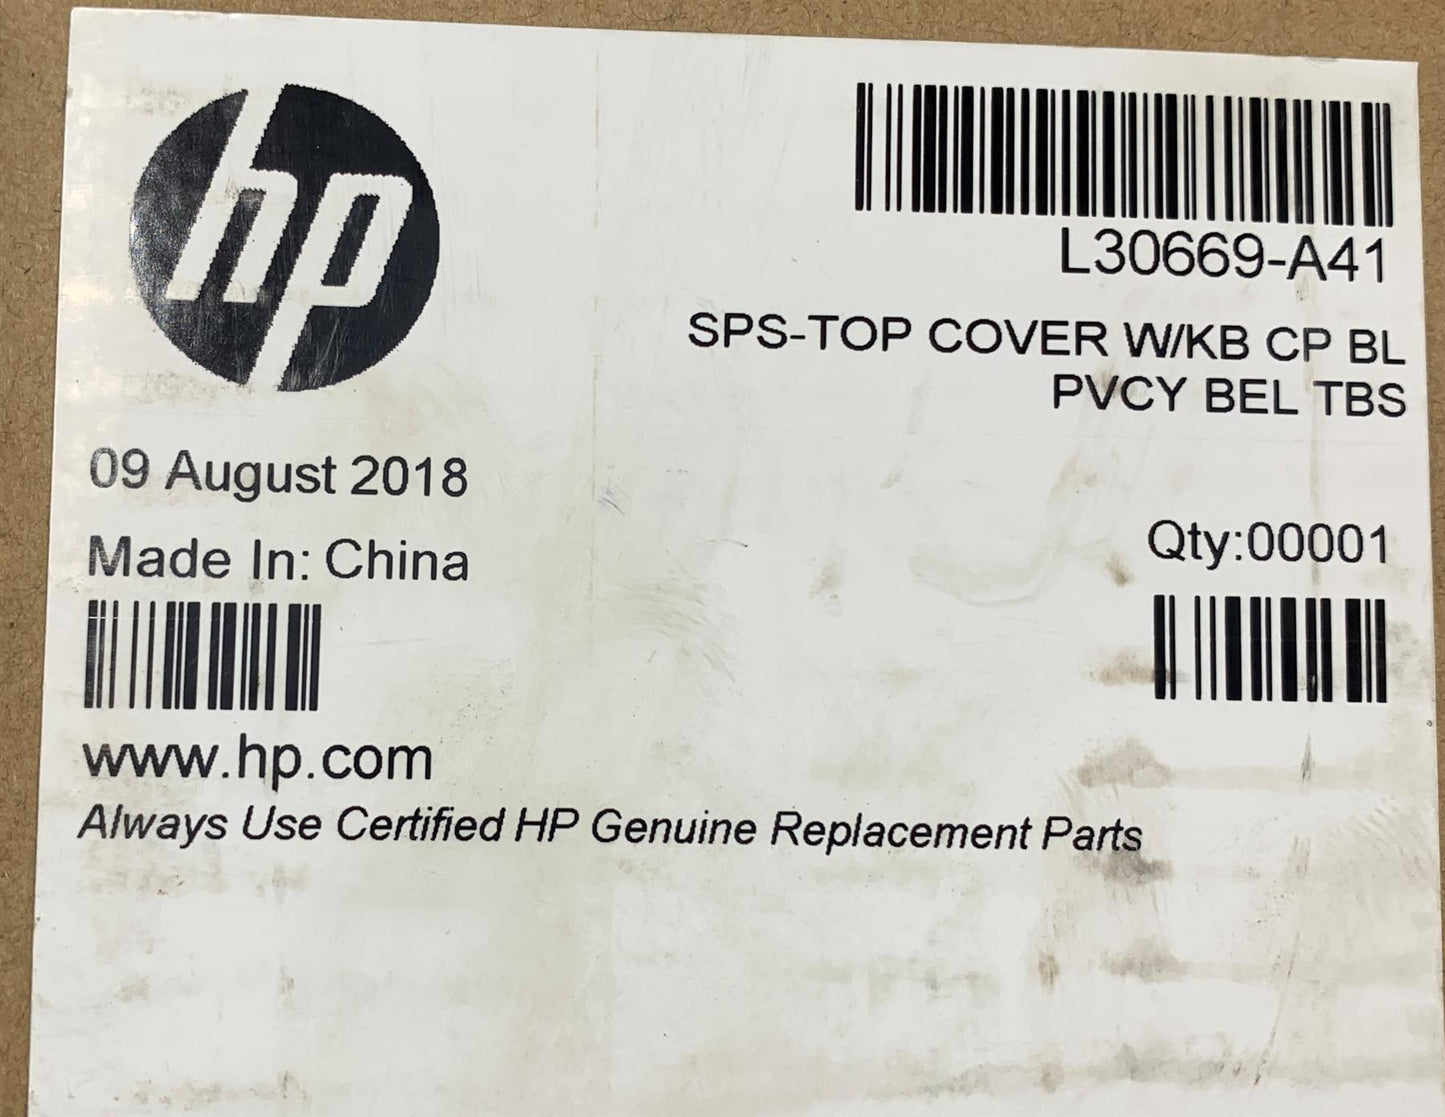 hp
L30669-A41
SPS-TOP COVER W/KB CP BL
PVCY BEL TBS
09 August 2018
Made In: China
Qty:00001
www.hp.com
Always Use Certified HP Genuine Replacement Parts